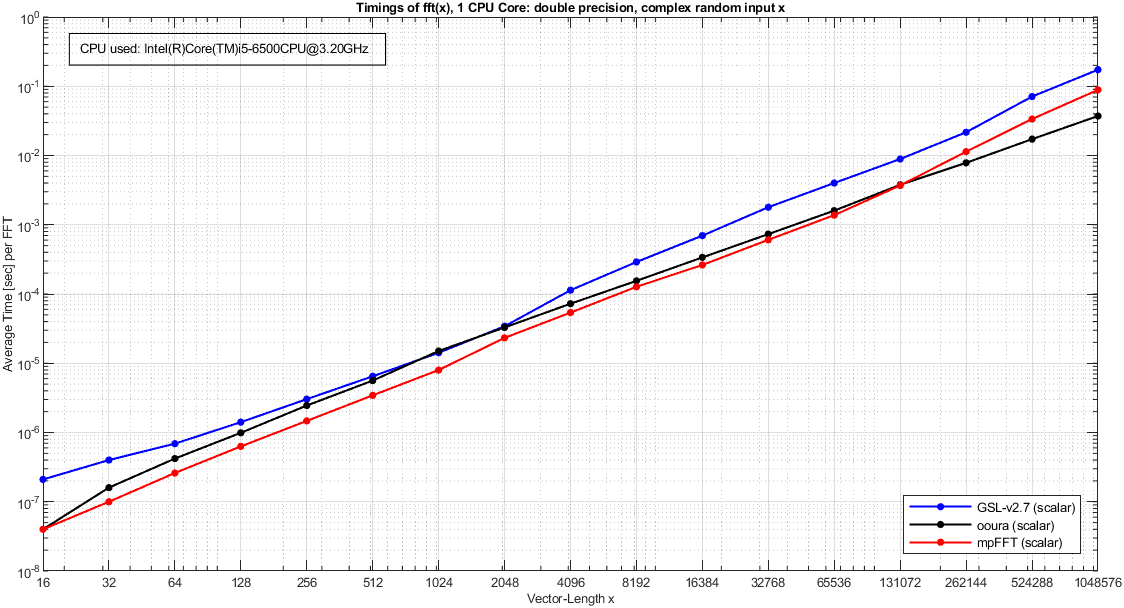 Timings of fft(x), 1 CPU Core: double precision, complex random input x
CPU used: Intel(R)Core(TM)i5-6500CPU@3.20GHz
Average Time [sec] per FFT
10^0
10^-1
10^-2
10^-3
10^-4
10^-5
10^-6
10^-7
10^-8
GSL-v2.7 (scalar)
ooura (scalar)
mpFFT (scalar)
16 32 64 128 256 512 1024 2048 4096 8192 16384 32768 65536 131072 262144 524288 1048576
Vector-Length x